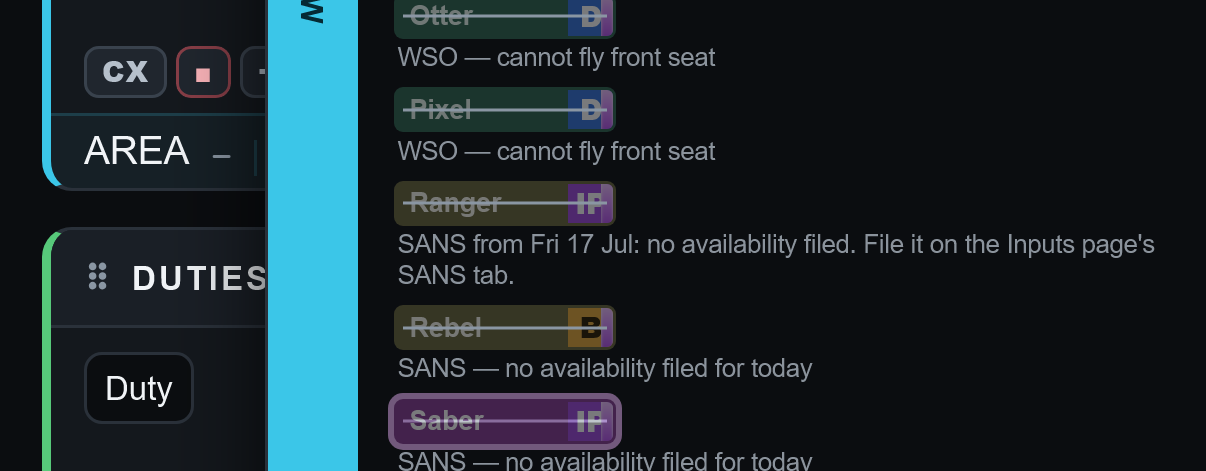 W
Otter D
WSO — cannot fly front seat
CX
Pixel D
AREA –
WSO — cannot fly front seat
Ranger IP
SANS from Fri 17 Jul: no availability filed. File it on the Inputs page's
SANS tab.
DUTIES
Rebel B
SANS — no availability filed for today
Duty
Saber IP
SANS — no availability filed for today